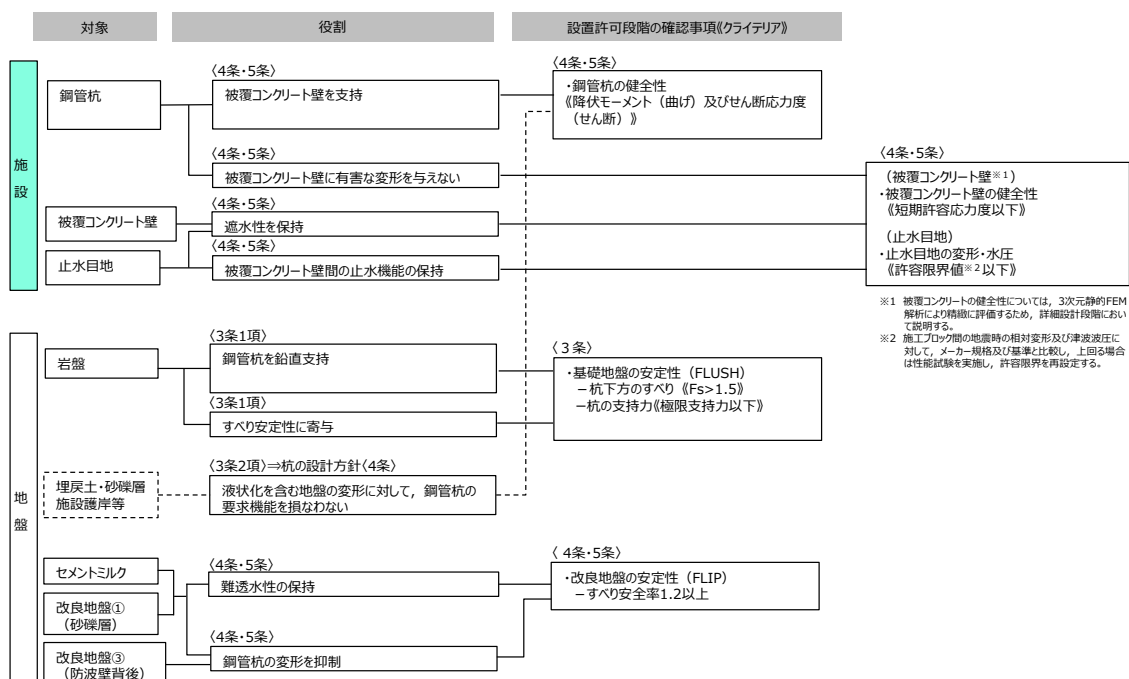 対象
役割
設置許可段階の確認事項《クライテリア》
施設
鋼管杭
〈4条・5条〉
被覆コンクリート壁を支持
〈4条・5条〉
・鋼管杭の健全性
《降伏モーメント（曲げ）及びせん断応力度
（せん断）》
〈4条・5条〉
被覆コンクリート壁に有害な変形を与えない
被覆コンクリート壁
〈4条・5条〉
遮水性を保持
止水目地
〈4条・5条〉
被覆コンクリート壁間の止水機能の保持
〈4条・5条〉
（被覆コンクリート壁※1）
・被覆コンクリート壁の健全性
《短期許容応力度以下》
（止水目地）
・止水目地の変形・水圧
《許容限界値※2以下》
※1 被覆コンクリートの健全性については，3次元静的FEM
解析により精緻に評価するため，詳細設計段階におい
て説明する。
※2 施工ブロック間の地震時の相対変形及び津波波圧に
対して，メーカー規格及び基準と比較し，上回る場合
は性能試験を実施し，許容限界を再設定する。
地盤
岩盤
〈3条1項〉
鋼管杭を鉛直支持
〈3条1項〉
すべり安定性に寄与
〈３条〉
・基礎地盤の安定性（FLUSH）
－杭下方のすべり《Fs>1.5》
－杭の支持力《極限支持力以下》
埋戻土・砂礫層
施設護岸等
〈3条2項〉⇒杭の設計方針〈4条〉
液状化を含む地盤の変形に対して，鋼管杭の
要求機能を損なわない
セメントミルク
改良地盤①
（砂礫層）
改良地盤③
（防波壁背後）
〈4条・5条〉
難透水性の保持
〈4条・5条〉
鋼管杭の変形を抑制
〈 4条・5条〉
・改良地盤の安定性（FLIP）
－すべり安全率1.2以上